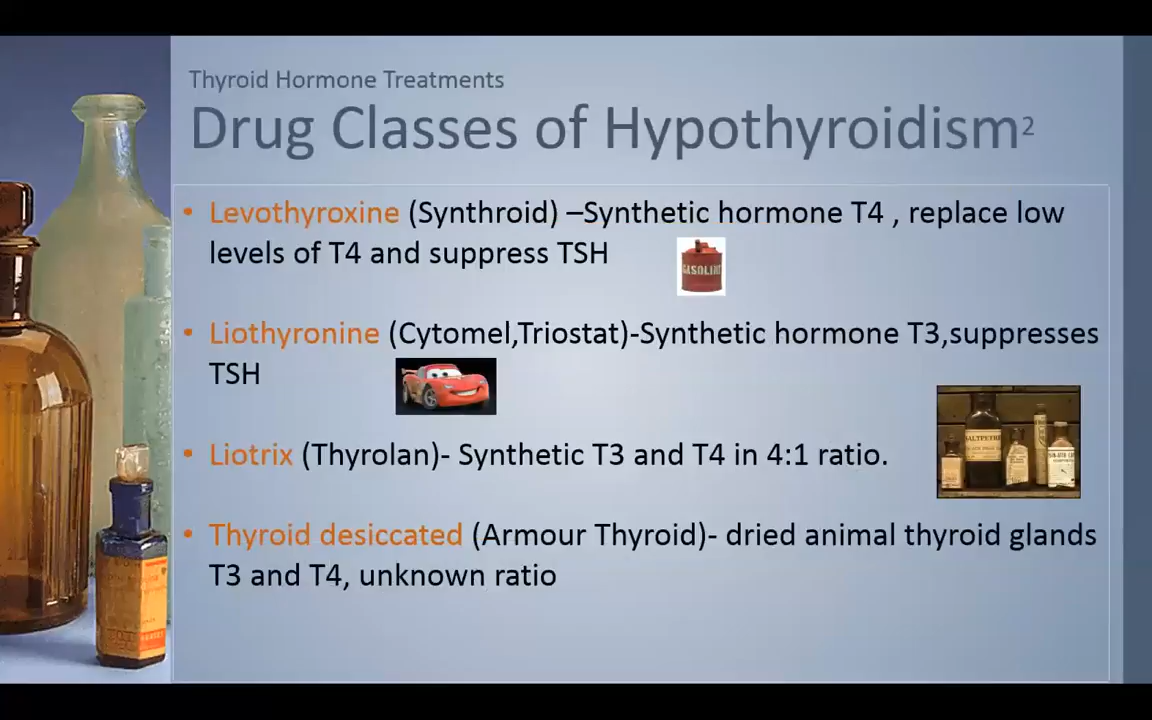 Thyroid Hormone Treatments
Drug Classes of Hypothyroidism²
• Levothyroxine (Synthroid) –Synthetic hormone T4 , replace low
levels of T4 and suppress TSH
GASOLINE
• Liothyronine (Cytomel,Triostat)-Synthetic hormone T3,suppresses
TSH
• Liotrix (Thyrolan)- Synthetic T3 and T4 in 4:1 ratio.
SALTPETRE
• Thyroid desiccated (Armour Thyroid)- dried animal thyroid glands
T3 and T4, unknown ratio